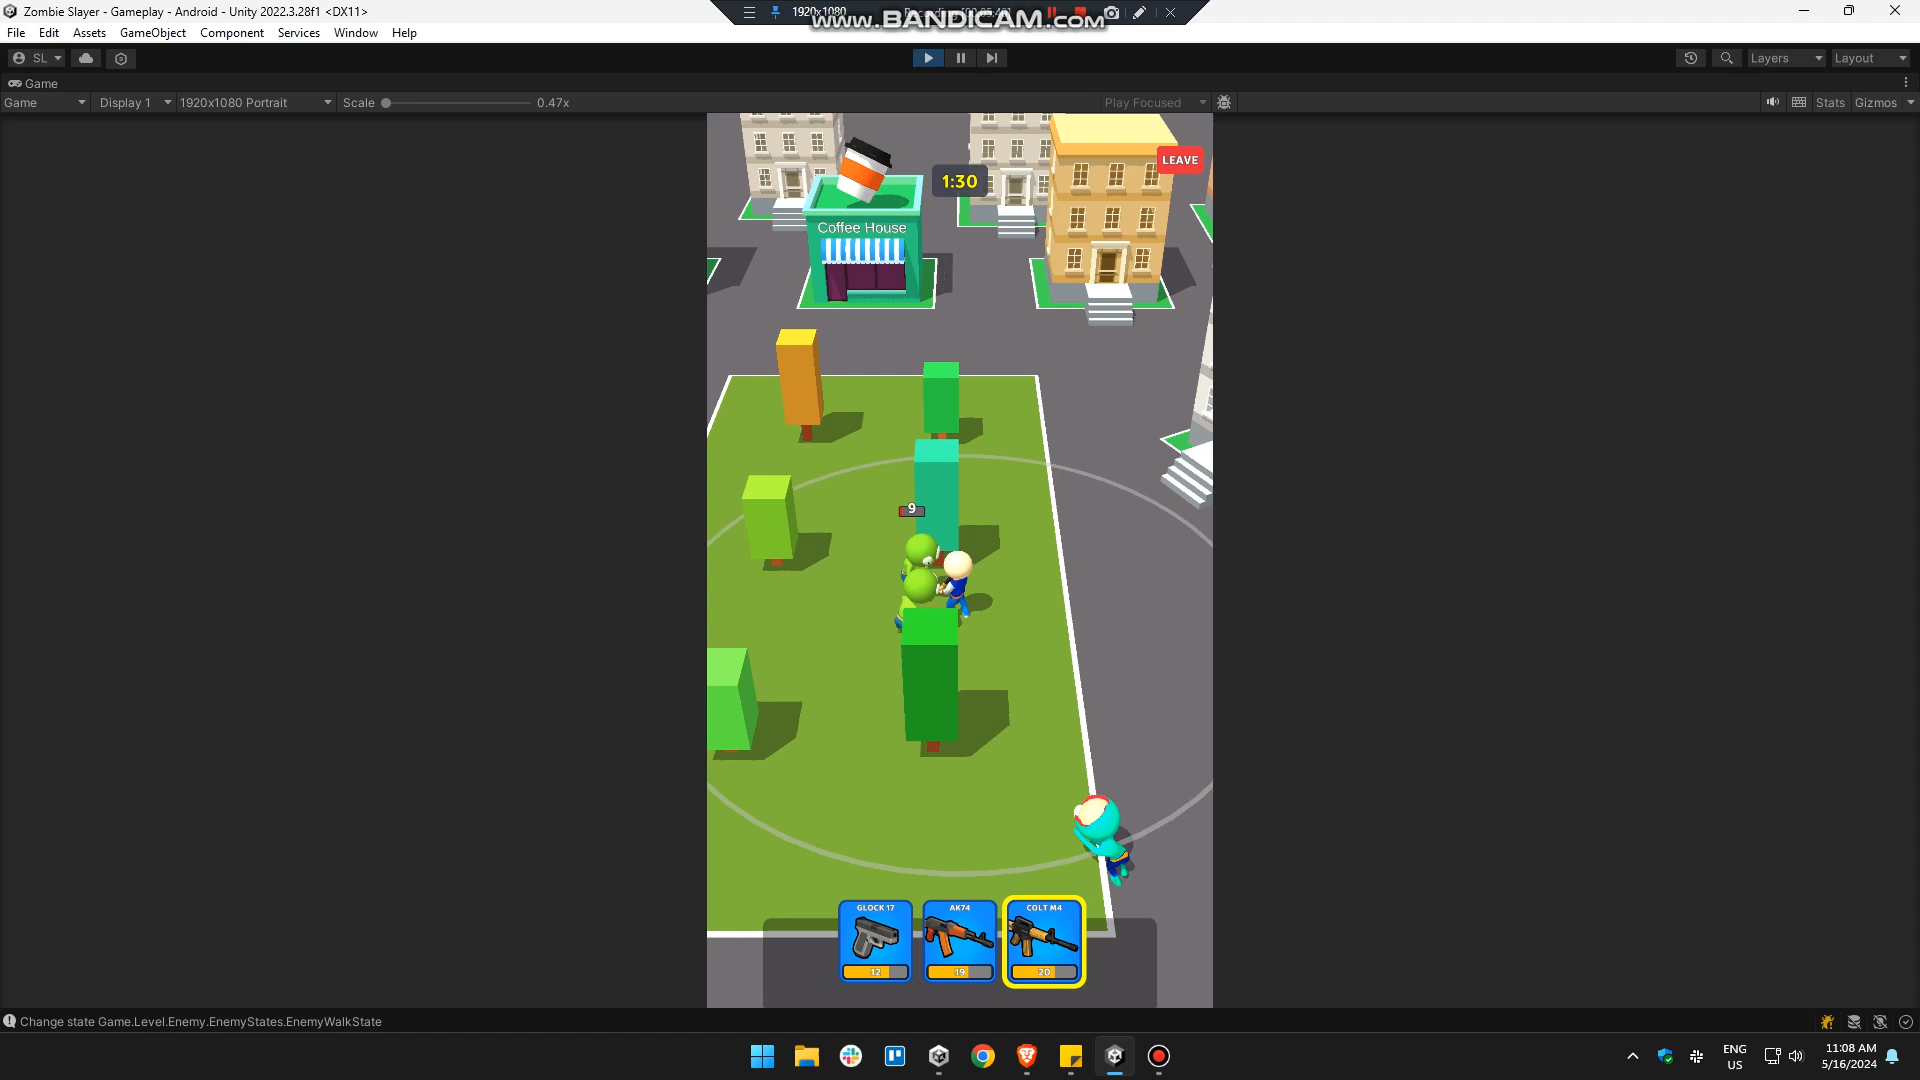 Zombie Slayer - Gameplay - Android - Unity 2022.3.28f1 <DX11>
1920x1080
www.BANDICAM.com
File Edit Assets GameObject Component Services Window Help
SL
Layers
Layout
Game
Game
Display 1
1920x1080 Portrait
Scale
0.47x
Play Focused
Stats
Gizmos
LEAVE
1:30
Coffee House
9
GLOCK 17
AK74
COLT M4
12
19
20
Change state Game.Level.Enemy.EnemyStates.EnemyWalkState
ENG
US
11:08 AM
5/16/2024